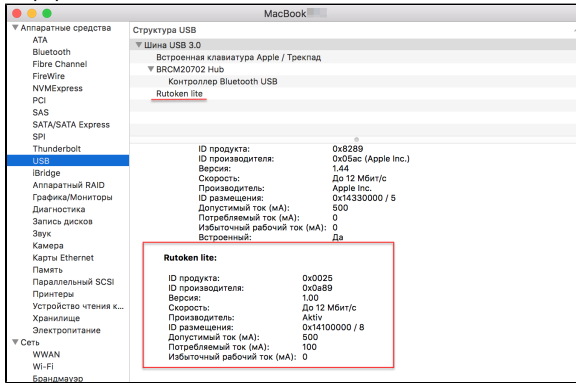 MacBook
Аппаратные средства
ATA
Bluetooth
Fibre Channel
FireWire
NVMExpress
PCI
SAS
SATA/SATA Express
SPI
Thunderbolt
USB
iBridge
Аппаратный RAID
Графика/Мониторы
Диагностика
Запись дисков
Звук
Камера
Карты Ethernet
Память
Параллельный SCSI
Принтеры
Устройство чтения к...
Хранилище
Электропитание
Сеть
WWAN
Wi-Fi
Брандмауэр
Структура USB
Шина USB 3.0
Встроенная клавиатура Apple / Трекпад
BRCM20702 Hub
Контроллер Bluetooth USB
Rutoken lite
ID продукта: 0x8289
ID производителя: 0x05ac (Apple Inc.)
Версия: 1.44
Скорость: До 12 Мбит/с
Производитель: Apple Inc.
ID размещения: 0x14330000 / 5
Допустимый ток (мА): 500
Потребляемый ток (мА): 0
Избыточный рабочий ток (мА): 0
Встроенный: Да
Rutoken lite:
ID продукта: 0x0025
ID производителя: 0x0a89
Версия: 1.00
Скорость: До 12 Мбит/с
Производитель: Aktiv
ID размещения: 0x14100000 / 8
Допустимый ток (мА): 500
Потребляемый ток (мА): 100
Избыточный рабочий ток (мА): 0